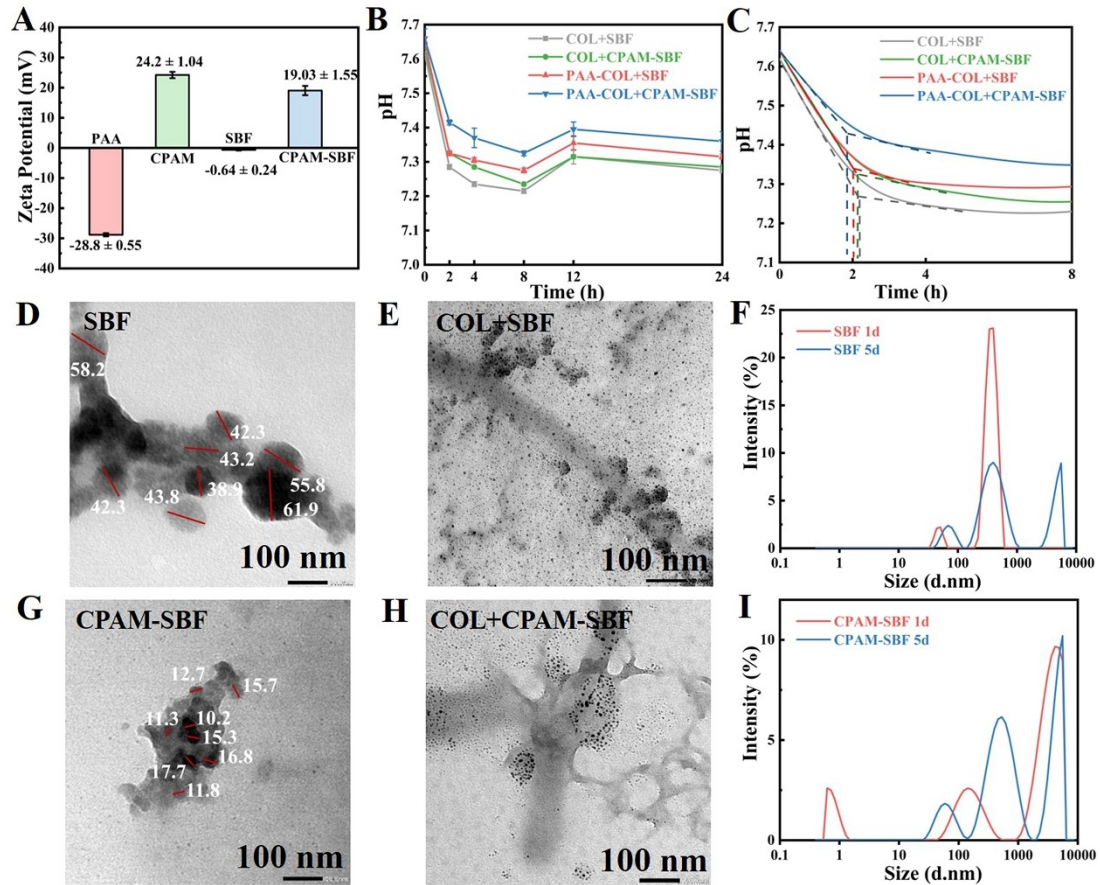 A
Zeta Potential (mV)
40
30
20
10
0
-10
-20
-30
-40
24.2 ± 1.04
19.03 ± 1.55
PAA
SBF
CPAM
-0.64 ± 0.24
CPAM-SBF
-28.8 ± 0.55
B
pH
7.7
7.6
7.5
7.4
7.3
7.2
7.1
7.0
COL+SBF
COL+CPAM-SBF
PAA-COL+SBF
PAA-COL+CPAM-SBF
0 2 4 8 12 24
Time (h)
C
pH
7.7
7.6
7.5
7.4
7.3
7.2
7.1
COL+SBF
COL+CPAM-SBF
PAA-COL+SBF
PAA-COL+CPAM-SBF
0 2 4 8
Time (h)
D
SBF
58.2
42.3
43.2
55.8
42.3
43.8
38.9
61.9
100 nm
E
COL+SBF
100 nm
F
Intensity (%)
25
20
15
10
5
0
SBF 1d
SBF 5d
0.1 1 10 100 1000 10000
Size (d.nm)
G
CPAM-SBF
12.7
15.7
11.3
10.2
15.3
16.8
17.7
11.8
100 nm
H
COL+CPAM-SBF
100 nm
I
Intensity (%)
10
5
0
CPAM-SBF 1d
CPAM-SBF 5d
0.1 1 10 100 1000 10000
Size (d.nm)